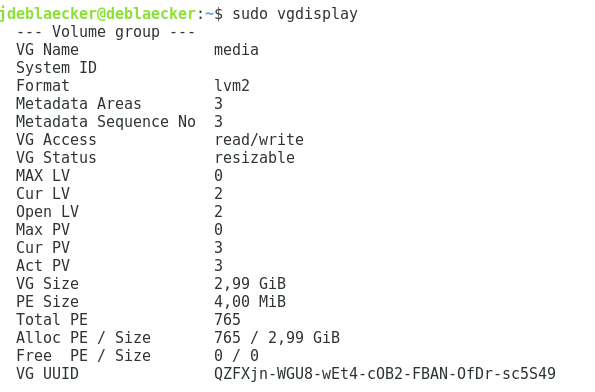 jdeblaecker@deblaecker:~$ sudo vgdisplay
--- Volume group ---
VG Name media
System ID
Format lvm2
Metadata Areas 3
Metadata Sequence No 3
VG Access read/write
VG Status resizable
MAX LV 0
Cur LV 2
Open LV 2
Max PV 0
Cur PV 3
Act PV 3
VG Size 2,99 GiB
PE Size 4,00 MiB
Total PE 765
Alloc PE / Size 765 / 2,99 GiB
Free  PE / Size 0 / 0
VG UUID QZFXjn-WGU8-wEt4-cOB2-FBAN-OfDr-sc5S49